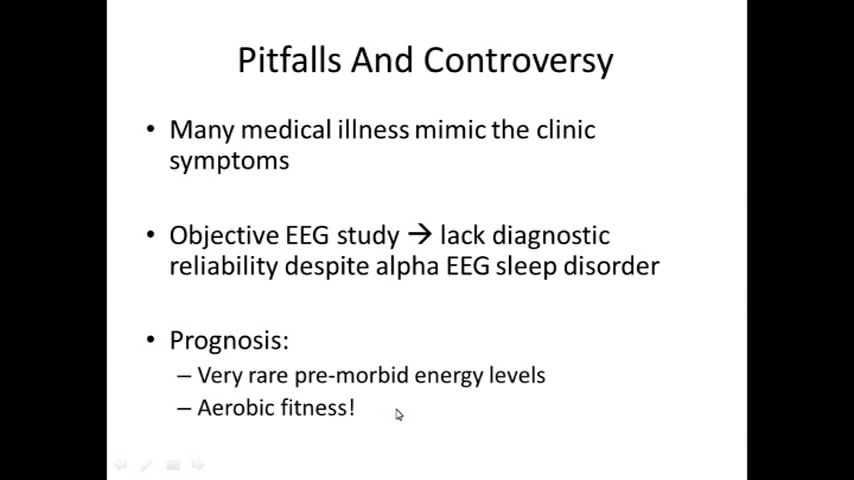 Pitfalls And Controversy
• Many medical illness mimic the clinic
symptoms
• Objective EEG study → lack diagnostic
reliability despite alpha EEG sleep disorder
• Prognosis:
– Very rare pre-morbid energy levels
– Aerobic fitness!